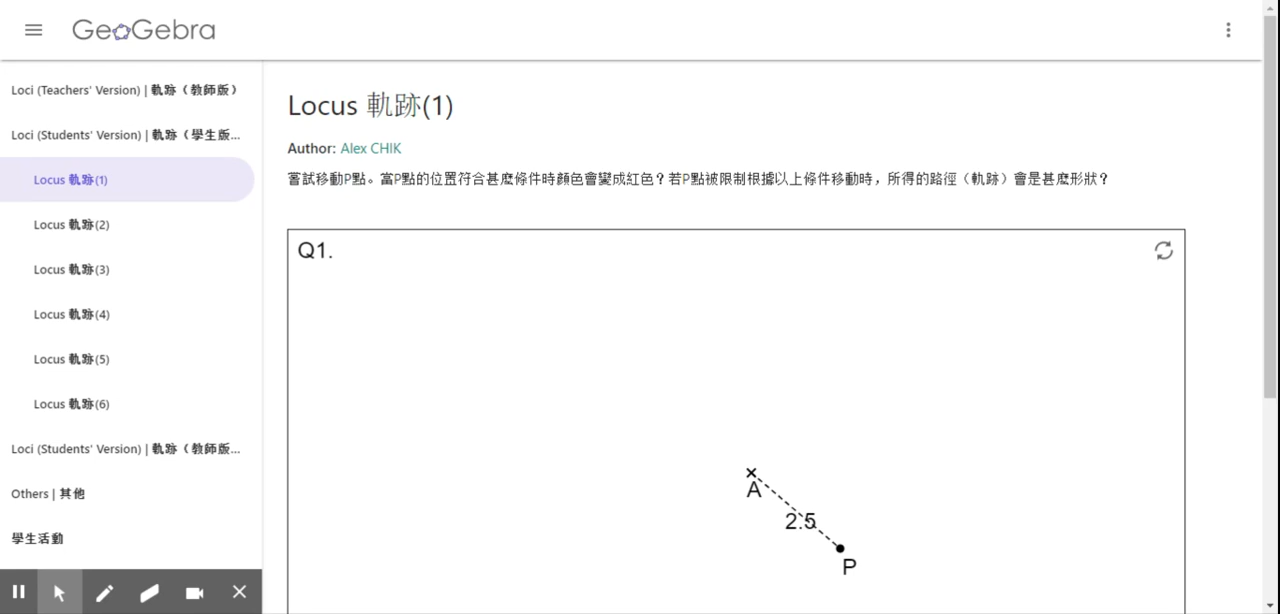 GeoGebra
Loci (Teachers' Version) | 軌跡（教師版）
Loci (Students' Version) | 軌跡（學生版...
Locus 軌跡(1)
Locus 軌跡(2)
Locus 軌跡(3)
Locus 軌跡(4)
Locus 軌跡(5)
Locus 軌跡(6)
Loci (Students' Version) | 軌跡（教師版...
Others | 其他
學生活動
Locus 軌跡(1)
Author: Alex CHIK
嘗試移動P點。當P點的位置符合甚麼條件時顏色會變成紅色？若P點被限制根據以上條件移動時，所得的路徑（軌跡）會是甚麼形狀？
Q1.
A
2.5
P